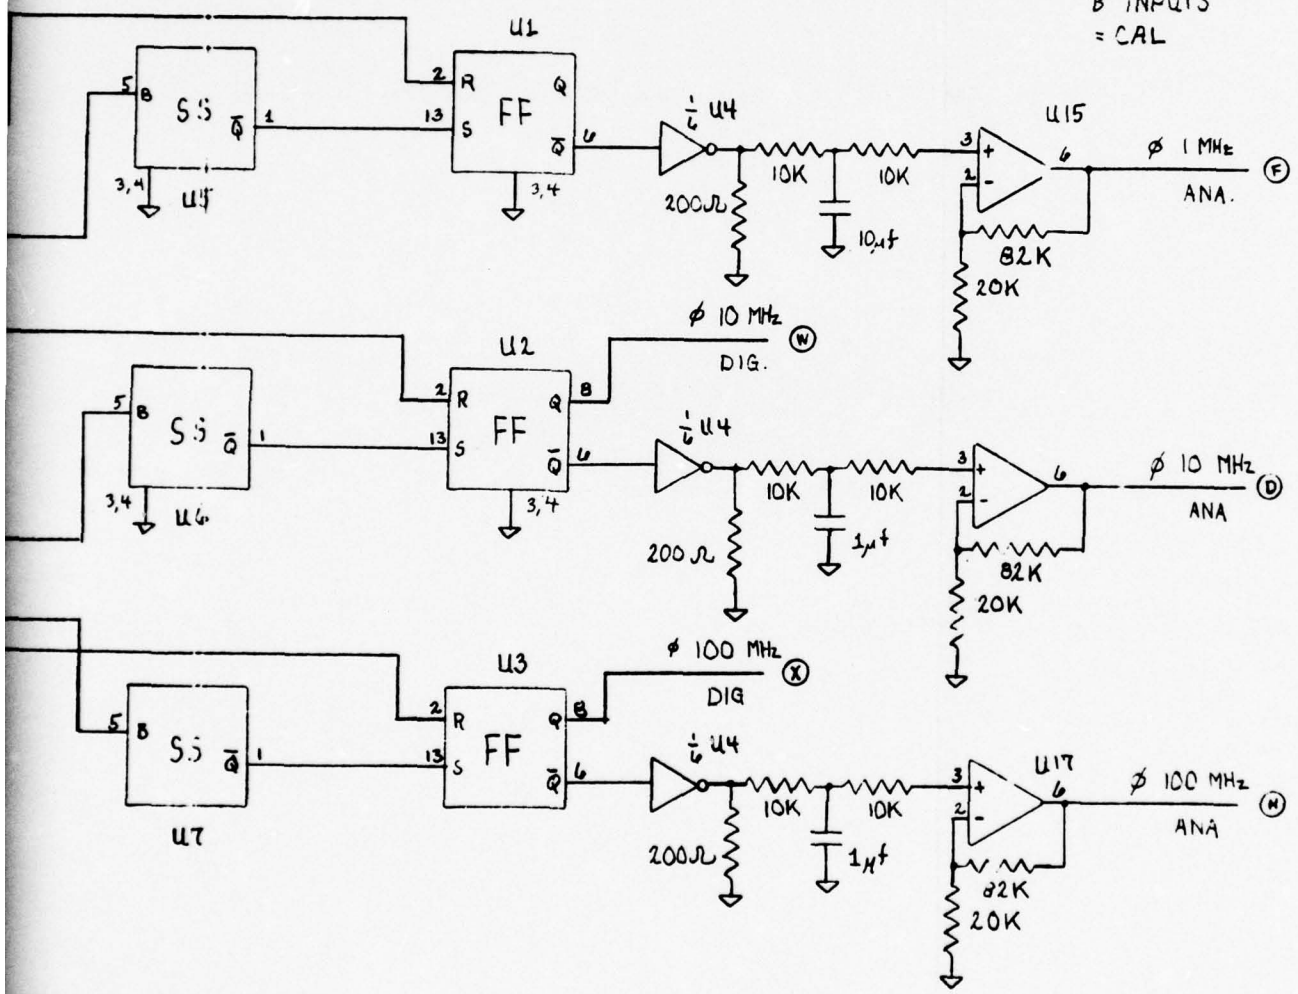 B INPUTS
= CAL
U1
5 B SS Q̅ 1
3,4
2 R Q
13 S FF Q̅ 6
3,4
1/6 U4
10K
10K
200Ω
10μf
U15
3 +
2 -
6
82K
20K
ϕ 1 MHz
ANA.
F
U2
5 B SS Q̅ 1
3,4
U6
2 R Q 8
13 S FF Q̅ 6
3,4
ϕ 10 MHz
DIG.
W
1/6 U4
10K
10K
200Ω
1μf
3 +
2 -
6
82K
20K
ϕ 10 MHz
ANA
D
U3
5 B SS Q̅ 1
U7
2 R Q 8
13 S FF Q̅ 6
ϕ 100 MHz
DIG
X
1/6 U4
10K
10K
200Ω
1μf
U17
3 +
2 -
6
82K
20K
ϕ 100 MHz
ANA